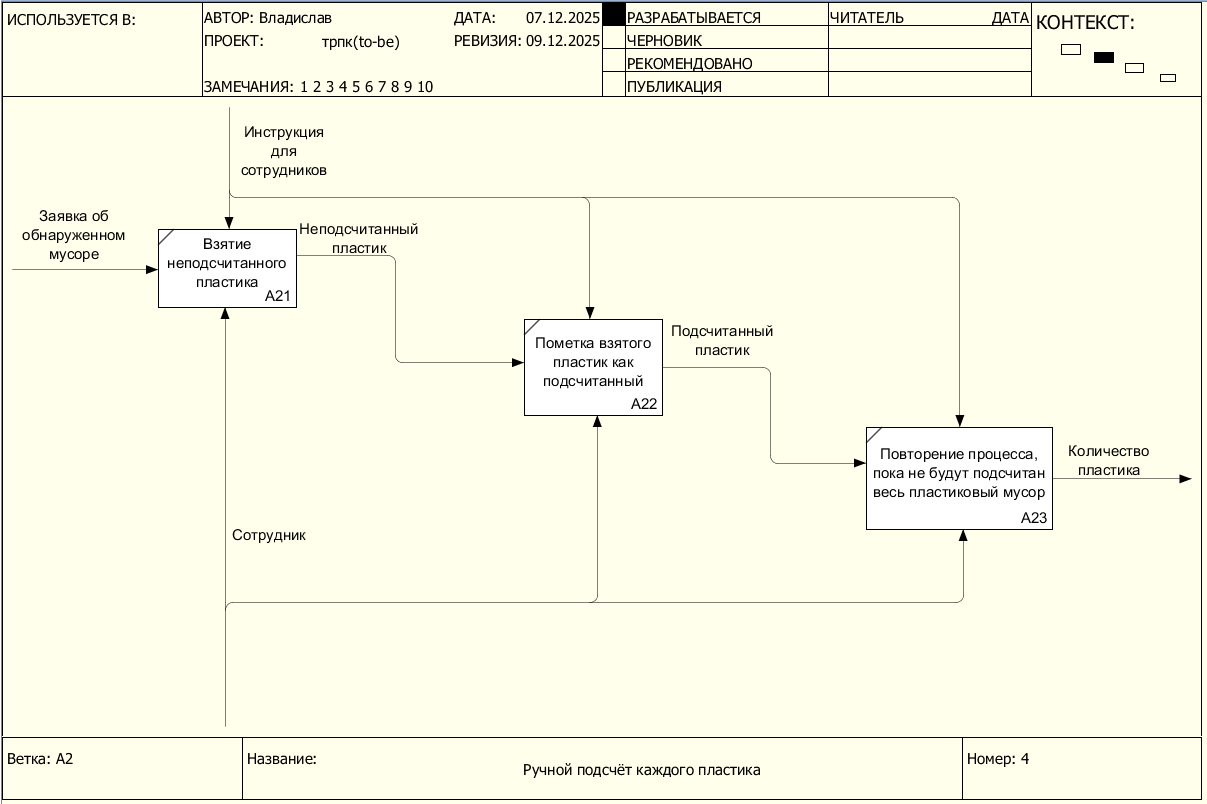 ИСПОЛЬЗУЕТСЯ В:
АВТОР: Владислав
ДАТА: 07.12.2025
ПРОЕКТ: трпк(to-be)
РЕВИЗИЯ: 09.12.2025
ЗАМЕЧАНИЯ: 1 2 3 4 5 6 7 8 9 10
РАЗРАБАТЫВАЕТСЯ
ЧЕРНОВИК
РЕКОМЕНДОВАНО
ПУБЛИКАЦИЯ
ЧИТАТЕЛЬ ДАТА
КОНТЕКСТ:
Инструкция
для
сотрудников
Заявка об
обнаруженном
мусоре
Взятие
неподсчитанного
пластика
A21
Неподсчитанный
пластик
Пометка взятого
пластик как
подсчитанный
A22
Подсчитанный
пластик
Повторение процесса,
пока не будут подсчитан
весь пластиковый мусор
A23
Количество
пластика
Сотрудник
Ветка: A2
Название:
Ручной подсчёт каждого пластика
Номер: 4